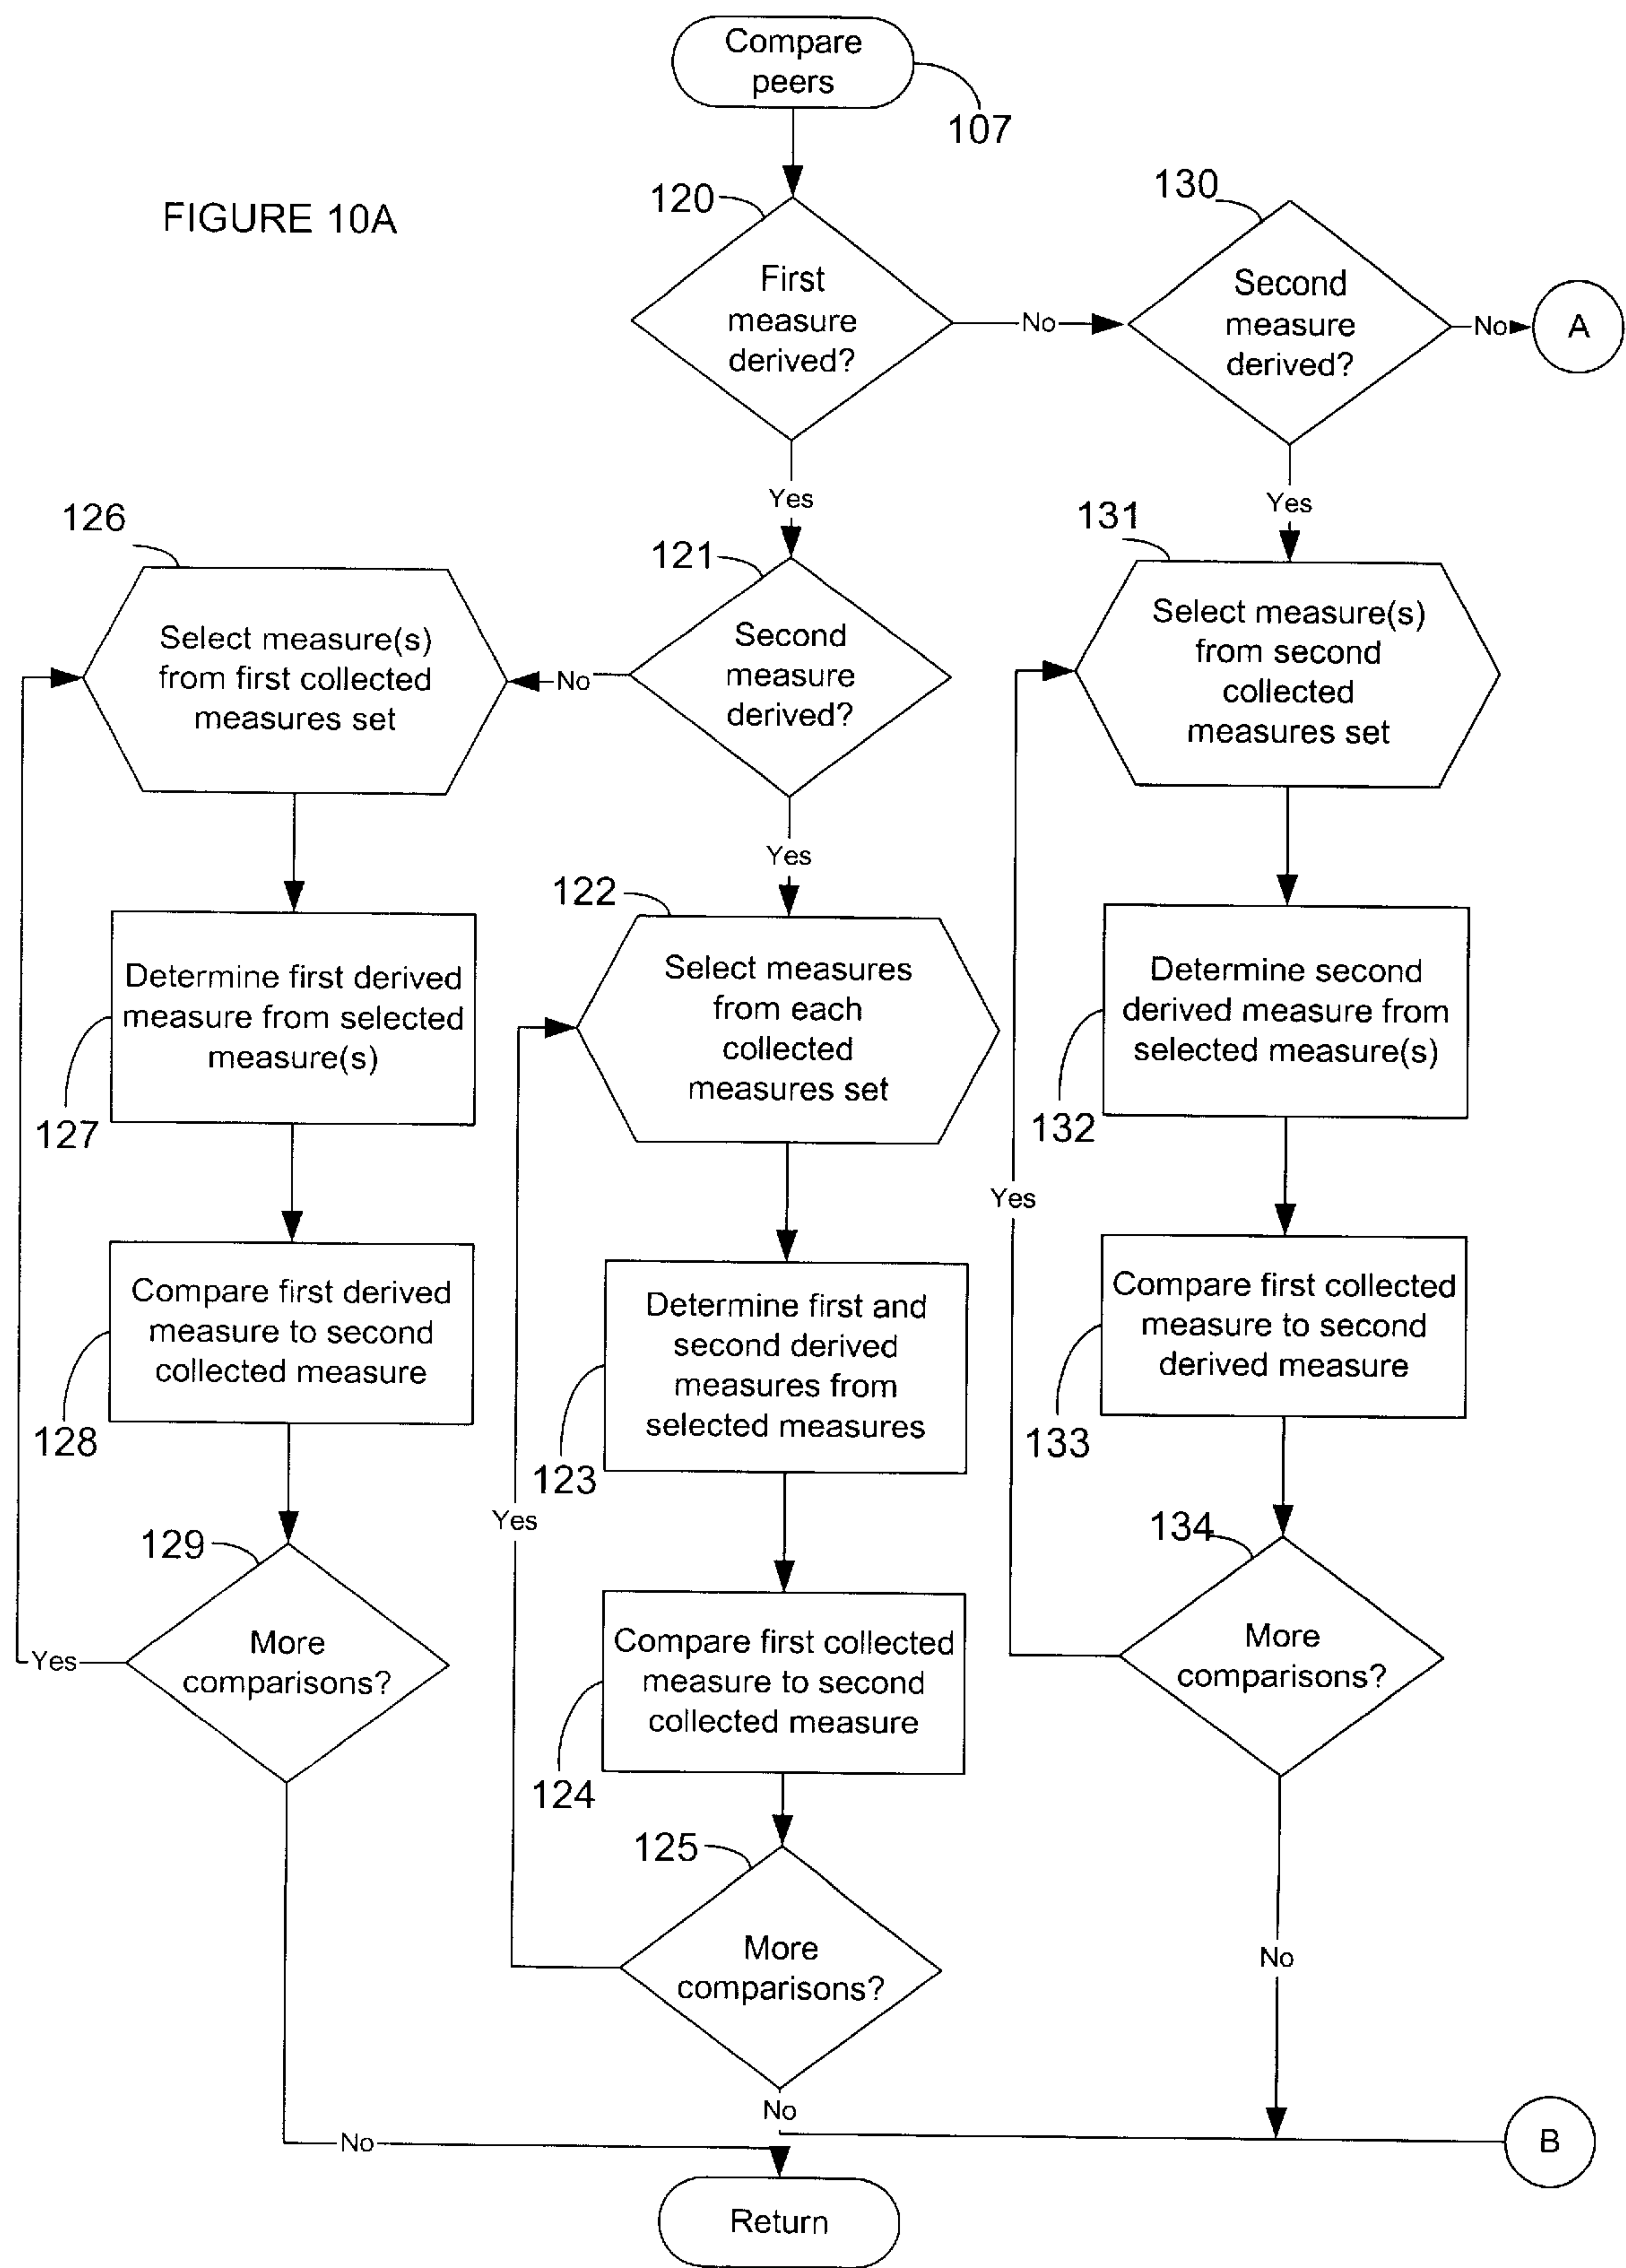 Compare
peers
107
FIGURE 10A
120
130
First
measure
derived?
No
Second
measure
derived?
No
A
Yes
Yes
126
121
131
Select measure(s)
from first collected
measures set
No
Second
measure
derived?
Select measure(s)
from second
collected
measures set
Yes
122
Determine first derived
measure from selected
measure(s)
127
Select measures
from each
collected
measures set
Determine second
derived measure from
selected measure(s)
132
Yes
Compare first derived
measure to second
collected measure
128
Determine first and
second derived
measures from
selected measures
123
Compare first collected
measure to second
derived measure
133
Yes
129
134
More
comparisons?
Yes
Compare first collected
measure to second
collected measure
124
More
comparisons?
125
More
comparisons?
No
No
No
B
Return